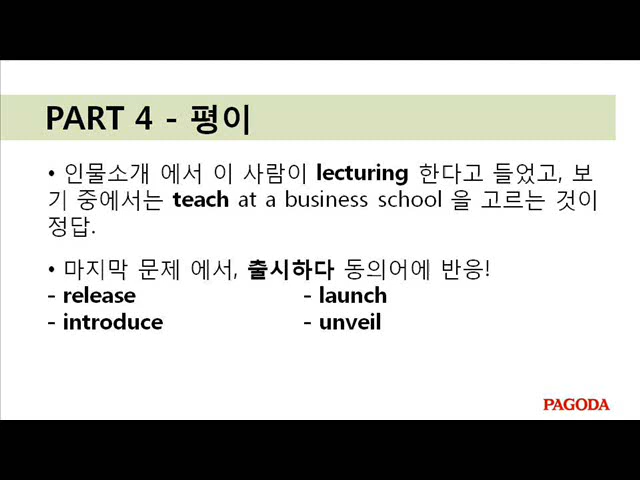 PART 4 - 평이
• 인물소개 에서 이 사람이 lecturing 한다고 들었고, 보
기 중에서는 teach at a business school 을 고르는 것이
정답.
• 마지막 문제 에서, 출시하다 동의어에 반응!
- release - launch
- introduce - unveil
PAGODA